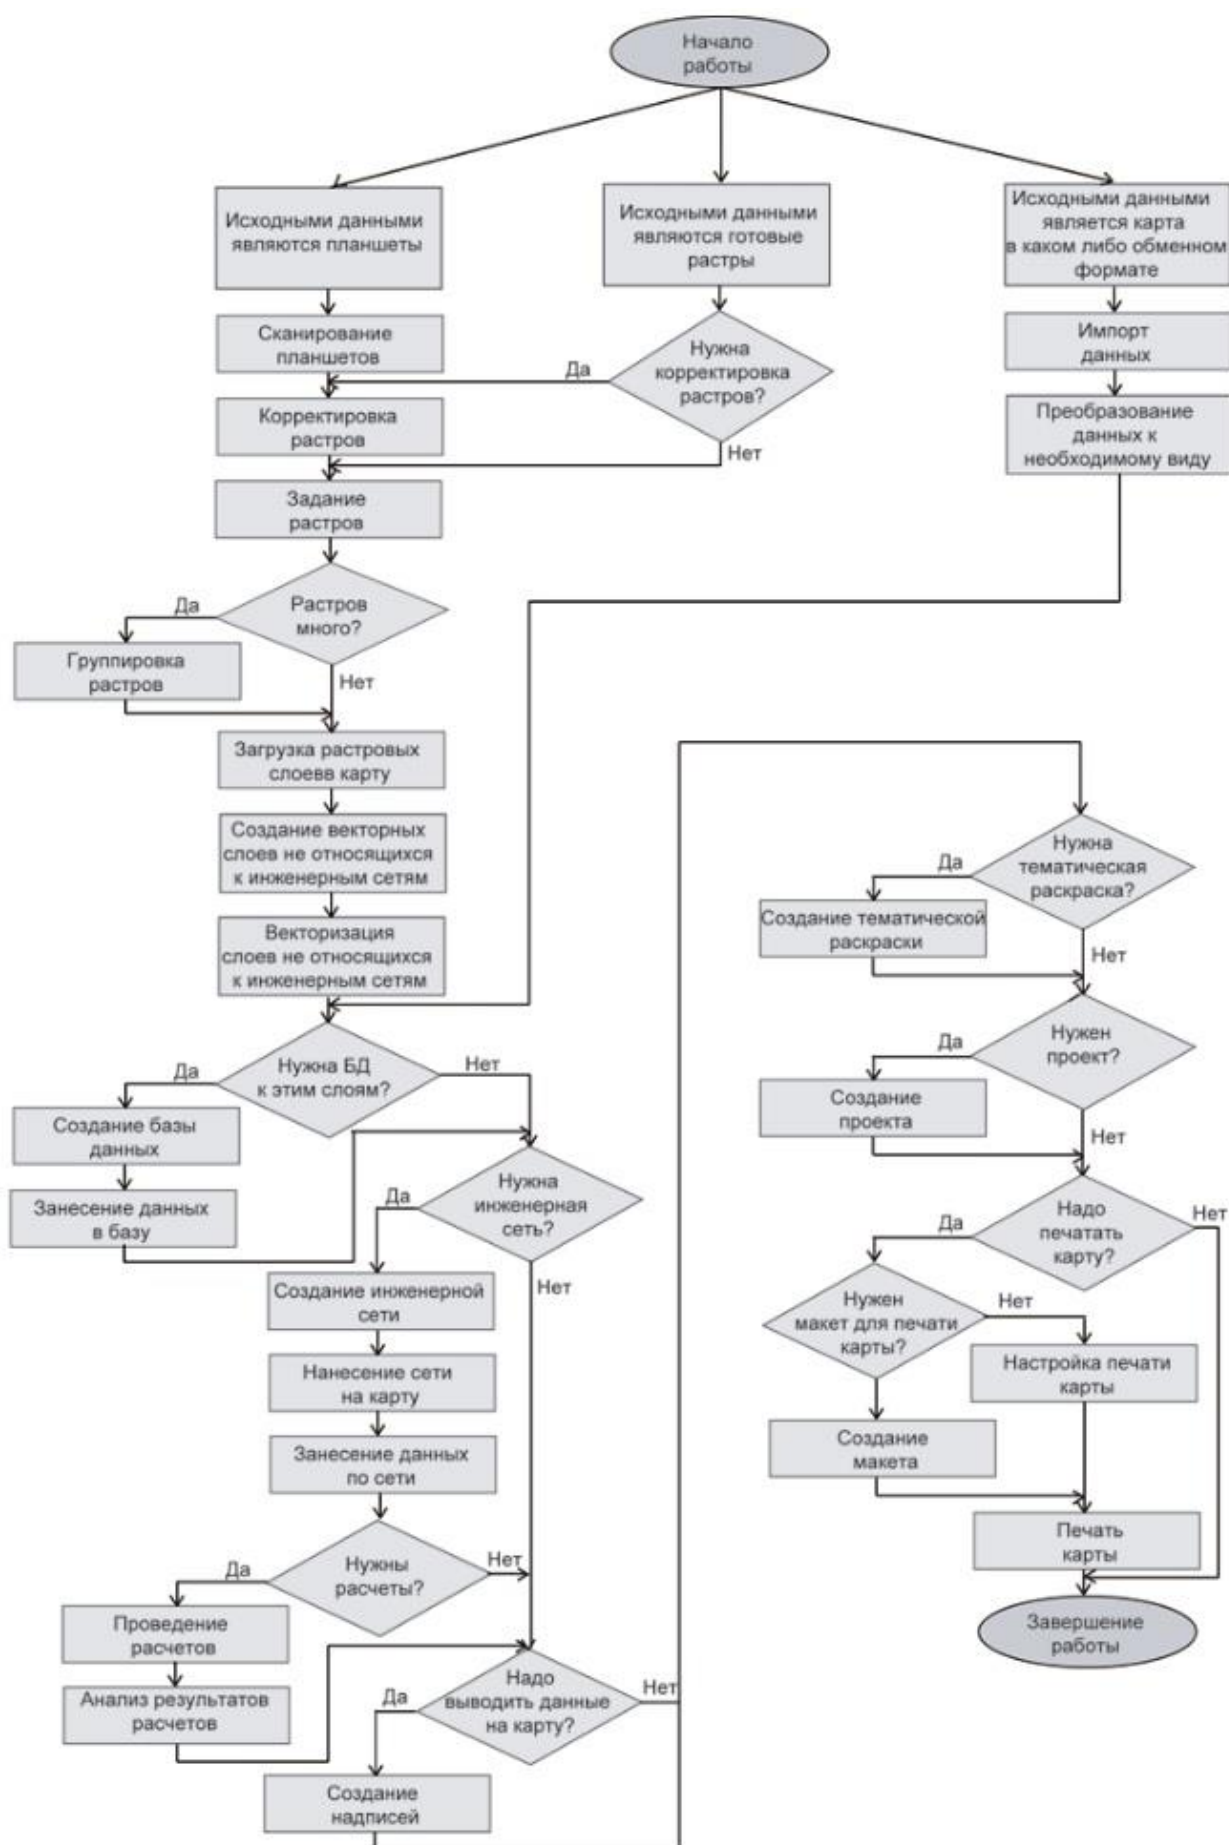 Начало
работы
Исходными данными
являются планшеты
Исходными данными
являются готовые
растры
Исходными данными
является карта
в каком либо обменном
формате
Сканирование
планшетов
Да
Нужна
корректировка
растров?
Импорт
данных
Корректировка
растров
Нет
Преобразование
данных к
необходимому виду
Задание
растров
Да
Растров
много?
Группировка
растров
Нет
Загрузка растровых
слоевв карту
Создание векторных
слоев не относящихся
к инженерным сетям
Векторизация
слоев не относящихся
к инженерным сетям
Да
Нужна БД
к этим слоям?
Нет
Создание базы
данных
Занесение данных
в базу
Да
Нужна
инженерная
сеть?
Нет
Создание инженерной
сети
Нанесение сети
на карту
Занесение данных
по сети
Да
Нужны
расчеты?
Нет
Проведение
расчетов
Анализ результатов
расчетов
Да
Надо
выводить данные
на карту?
Нет
Создание
надписей
Да
Нужна
тематическая
раскраска?
Создание тематической
раскраски
Нет
Да
Нужен
проект?
Создание
проекта
Нет
Да
Надо
печатать
карту?
Нет
Нужен
макет для печати
карты?
Нет
Настройка печати
карты
Создание
макета
Печать
карты
Завершение
работы